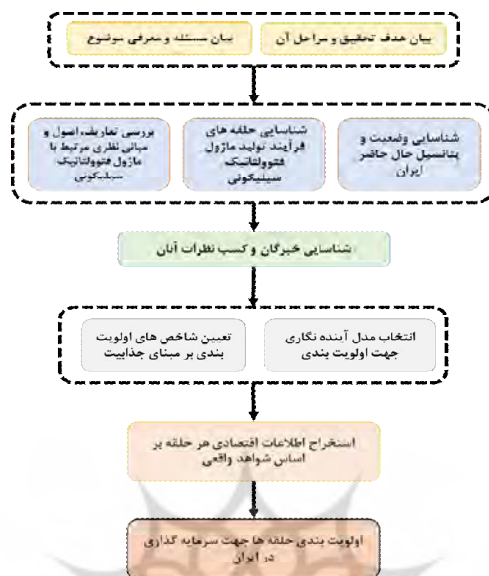 بیان هدف تحقیق و مراحل آن
بیان مسئله و معرفی موضوع
شناسایی وضعیت و
پتانسیل حال حاضر
ایران
شناسایی حلقه های
فرآیند تولید ماژول
فتوولتائیک
سیلیکونی
بررسی تعاریف، اصول و
مبانی نظری مرتبط با
ماژول فتوولتائیک
سیلیکونی
شناسایی خبرگان و کسب نظرات آنان
انتخاب مدل آینده نگاری
جهت اولویت بندی
تعیین شاخص های اولویت
بندی بر مبنای جذابیت
استخراج اطلاعات اقتصادی هر حلقه بر
اساس شواهد واقعی
اولویت بندی حلقه ها جهت سرمایه گذاری
در ایران